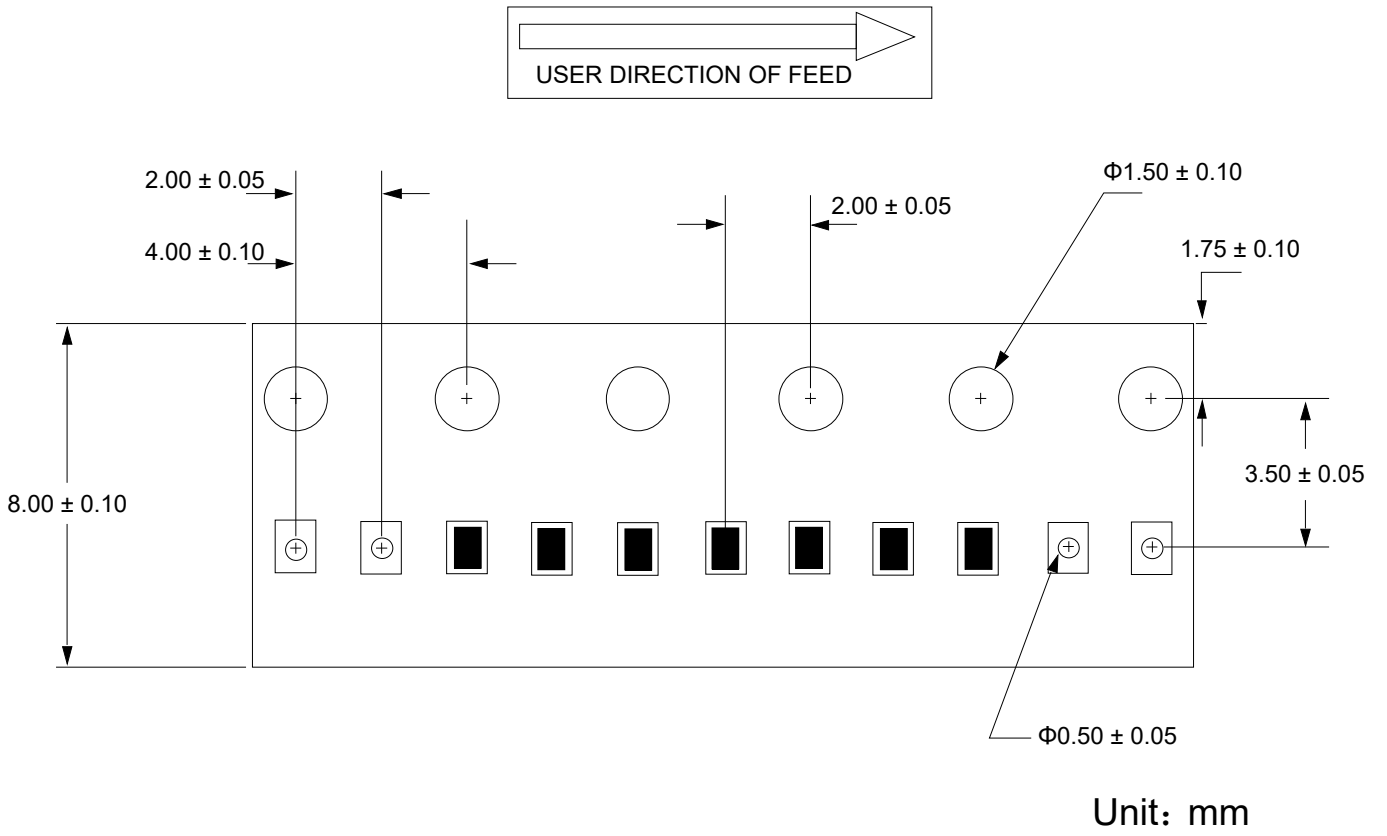 USER DIRECTION OF FEED
2.00 ± 0.05
Φ1.50 ± 0.10
2.00 ± 0.05
4.00 ± 0.10
1.75 ± 0.10
3.50 ± 0.05
8.00 ± 0.10
Φ0.50 ± 0.05
Unit：mm